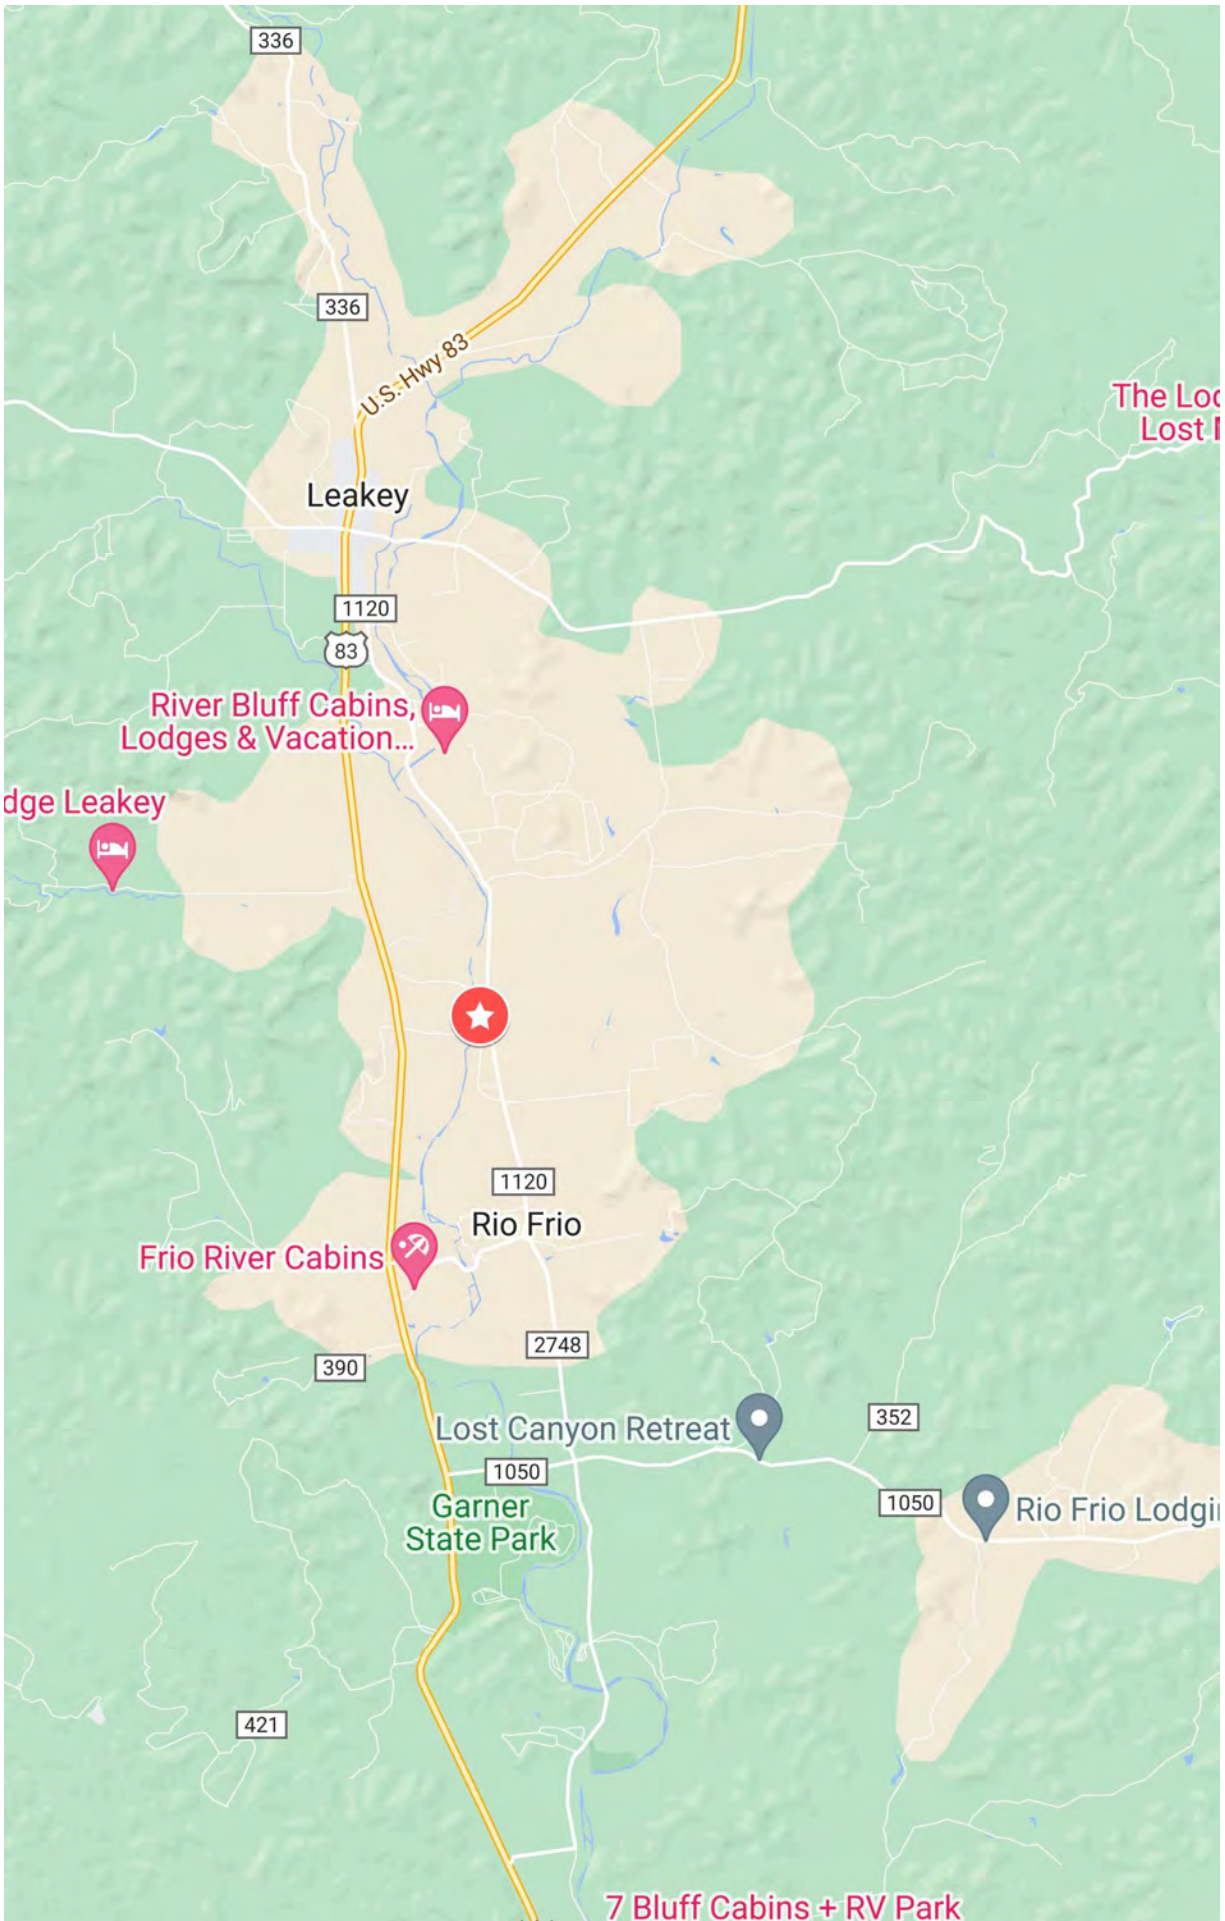 336
336
U.S. Hwy 83
The Loc
Lost
Leakey
1120
83
River Bluff Cabins,
Lodges & Vacation...
dge Leakey
1120
Rio Frio
Frio River Cabins
2748
390
352
Lost Canyon Retreat
1050
1050
Garner
State Park
Rio Frio Lodgi
421
7 Bluff Cabins + RV Park